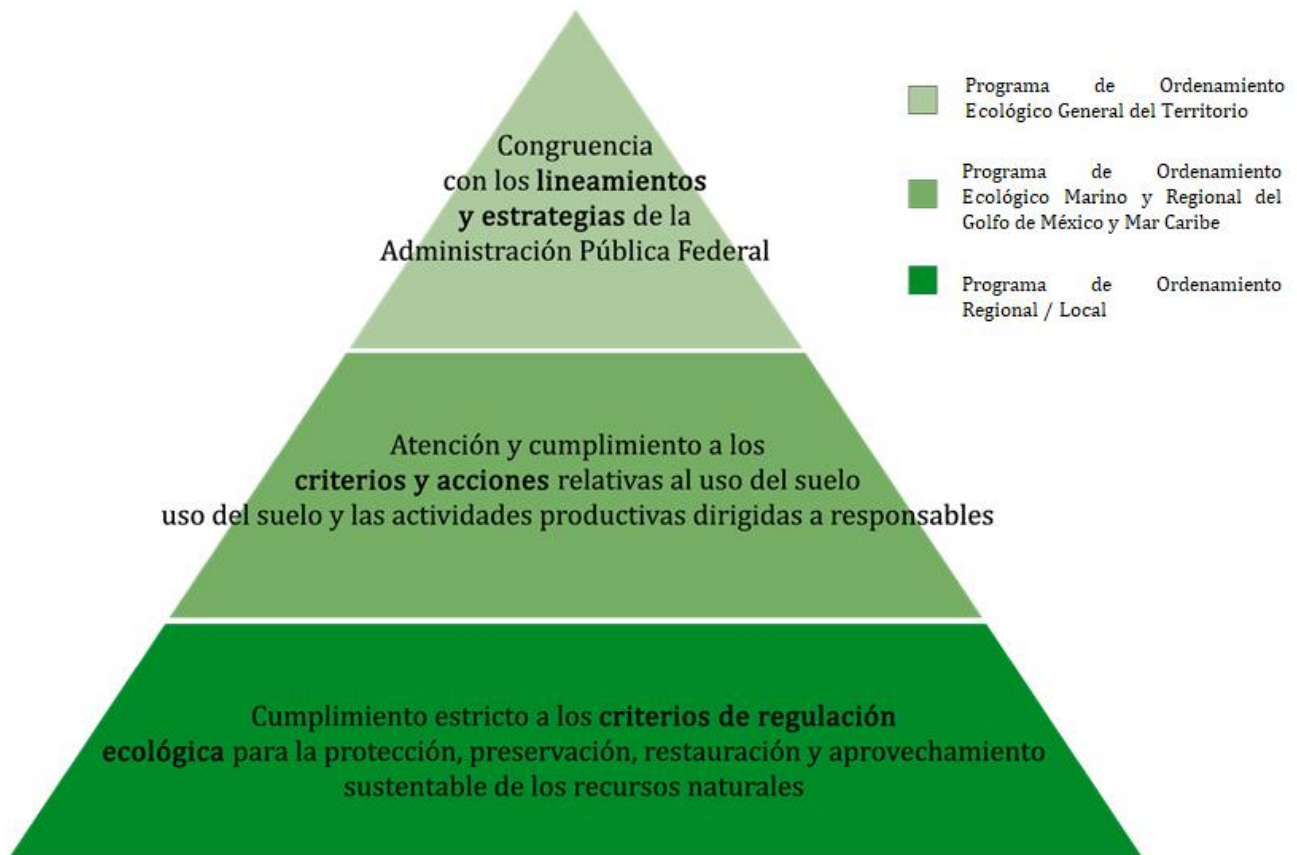 Congruencia
con los lineamientos
y estrategias de la
Administración Pública Federal
Atención y cumplimiento a los
criterios y acciones relativas al uso del suelo
uso del suelo y las actividades productivas dirigidas a responsables
Cumplimiento estricto a los criterios de regulación
ecológica para la protección, preservación, restauración y aprovechamiento
sustentable de los recursos naturales
Programa de Ordenamiento
Ecológico General del Territorio
Programa de Ordenamiento
Ecológico Marino y Regional del
Golfo de México y Mar Caribe
Programa de Ordenamiento
Regional / Local